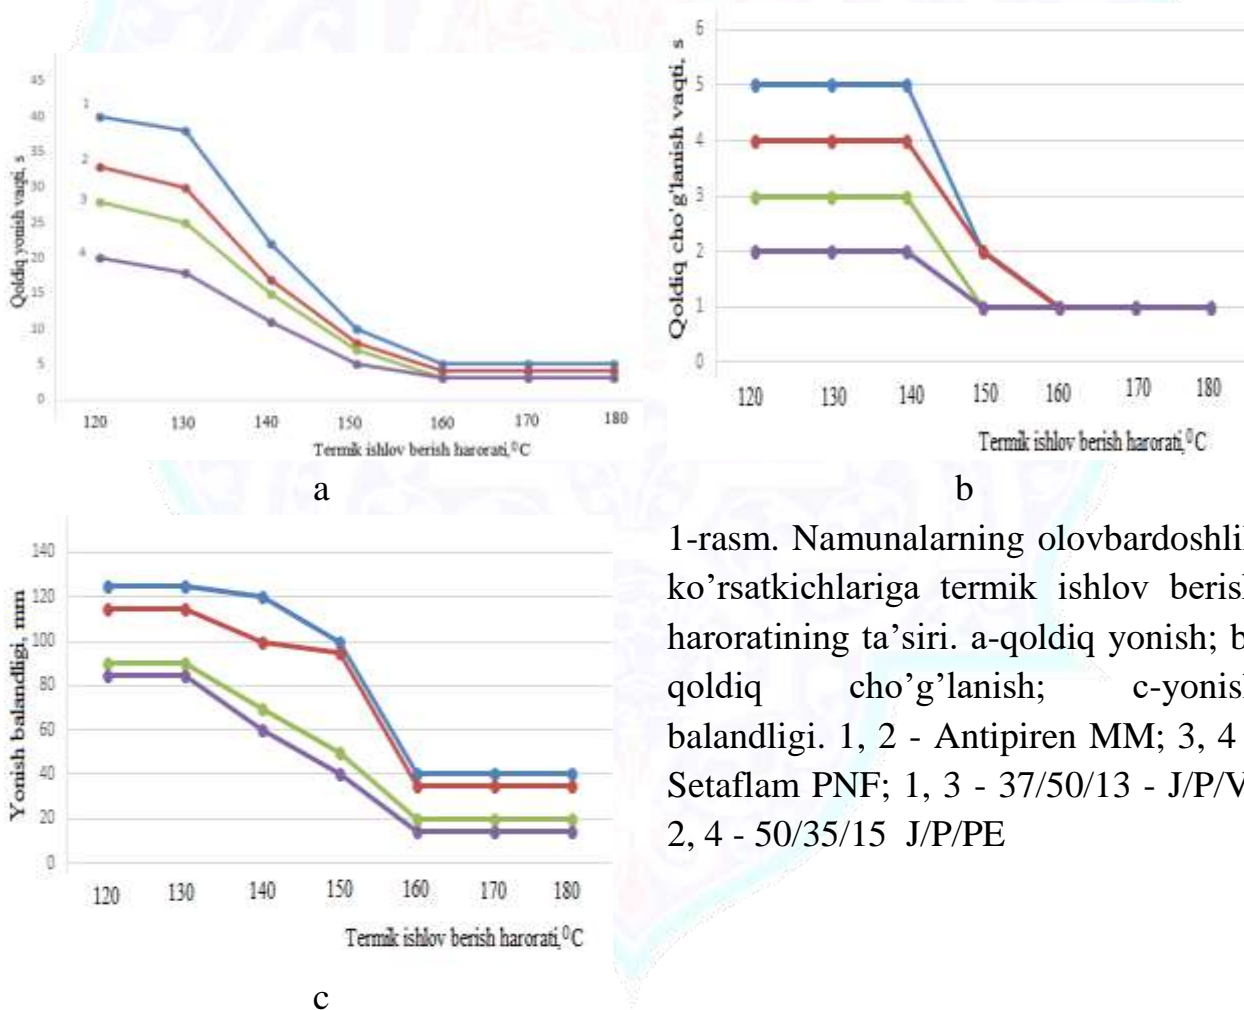 45
40
35
30
25
20
15
10
5
0
1
2
3
4
Qoldiq yonish vaqti, s
120 130 140 150 160 170 180
Termik ishlov berish harorati,⁰C
a
6
5
4
3
2
1
0
Qoldiq cho'g'lanish vaqti, s
120 130 140 150 160 170 180
Termik ishlov berish harorati,⁰C
b
140
120
100
80
60
40
20
0
Yonish balandligi, mm
120 130 140 150 160 170 180
Termik ishlov berish harorati,⁰C
c
1-rasm. Namunalarning olovbardoshlil
ko’rsatkichlariga termik ishlov berish
haroratining ta’siri. a-qoldiq yonish; b
qoldiq cho’g’lanish; c-yonish
balandligi. 1, 2 - Antipiren MM; 3, 4
Setaflam PNF; 1, 3 - 37/50/13 - J/P/V
2, 4 - 50/35/15 J/P/PE